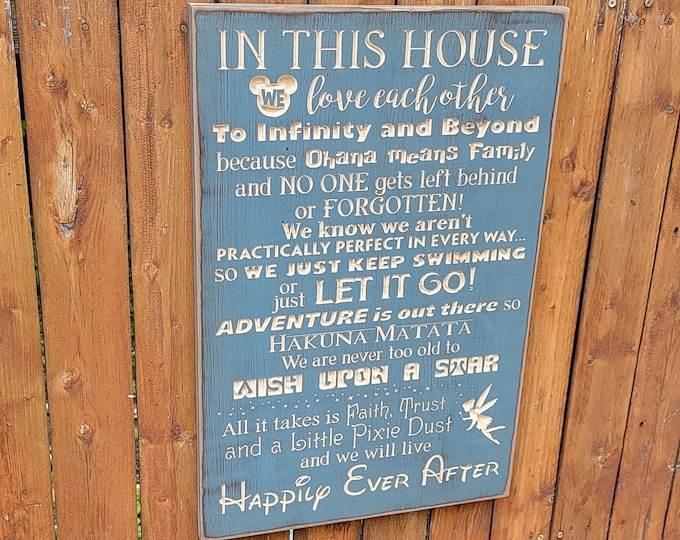 IN THIS HOUSE
WE love each other
To Infinity and Beyond
because Ohana Means Family
and NO ONE gets left behind
or FORGOTTEN!
We know we aren't
PRACTICALLY PERFECT IN EVERY WAY...
so WE JUST KEEP SWIMMING
or just LET IT GO!
ADVENTURE is out there so
HAKUNA MATATA
We are never too old to
WISH UPON A STAR
All it takes is Faith, Trust
and a Little Pixie Dust
and we will live
Happily Ever After